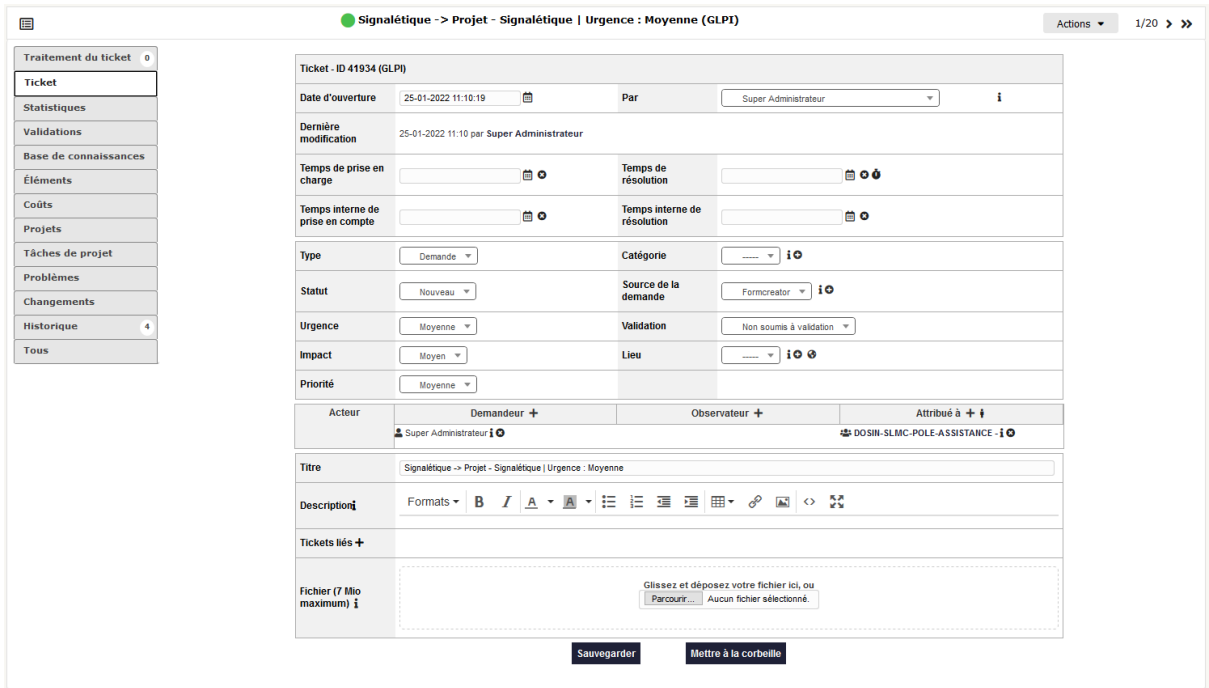 Signalétique -> Projet - Signalétique | Urgence : Moyenne (GLPI)
Actions
1/20
Traitement du ticket 0
Ticket
Statistiques
Validations
Base de connaissances
Éléments
Coûts
Projets
Tâches de projet
Problèmes
Changements
Historique 4
Tous
Ticket - ID 41934 (GLPI)
Date d'ouverture 25-01-2022 11:10:19 Par Super Administrateur
Dernière modification 25-01-2022 11:10 par Super Administrateur
Temps de prise en charge Temps de résolution
Temps interne de prise en compte Temps interne de résolution
Type Demande Catégorie -----
Statut Nouveau Source de la demande Formcreator
Urgence Moyenne Validation Non soumis à validation
Impact Moyen Lieu -----
Priorité Moyenne
Acteur Demandeur + Observateur + Attribué à +
Super Administrateur DOSIN-SLMC-POLE-ASSISTANCE -
Titre Signalétique -> Projet - Signalétique | Urgence : Moyenne
Description Formats B I A A
Tickets liés +
Fichier (7 Mio maximum) Glissez et déposez votre fichier ici, ou
Parcourir... Aucun fichier sélectionné.
Sauvegarder Mettre à la corbeille